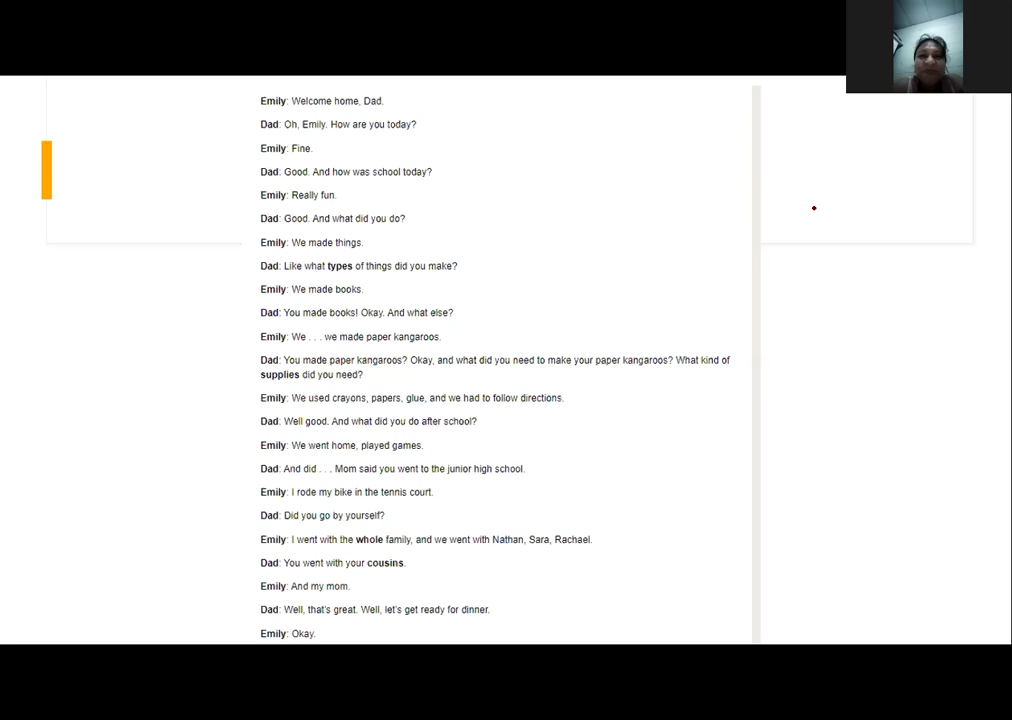 Emily: Welcome home, Dad.
Dad: Oh, Emily. How are you today?
Emily: Fine.
Dad: Good. And how was school today?
Emily: Really fun.
Dad: Good. And what did you do?
Emily: We made things.
Dad: Like what types of things did you make?
Emily: We made books.
Dad: You made books! Okay. And what else?
Emily: We . . . we made paper kangaroos.
Dad: You made paper kangaroos? Okay, and what did you need to make your paper kangaroos? What kind of
supplies did you need?
Emily: We used crayons, papers, glue, and we had to follow directions.
Dad: Well good. And what did you do after school?
Emily: We went home, played games.
Dad: And did . . . Mom said you went to the junior high school.
Emily: I rode my bike in the tennis court.
Dad: Did you go by yourself?
Emily: I went with the whole family, and we went with Nathan, Sara, Rachael.
Dad: You went with your cousins.
Emily: And my mom.
Dad: Well, that's great. Well, let's get ready for dinner.
Emily: Okay.